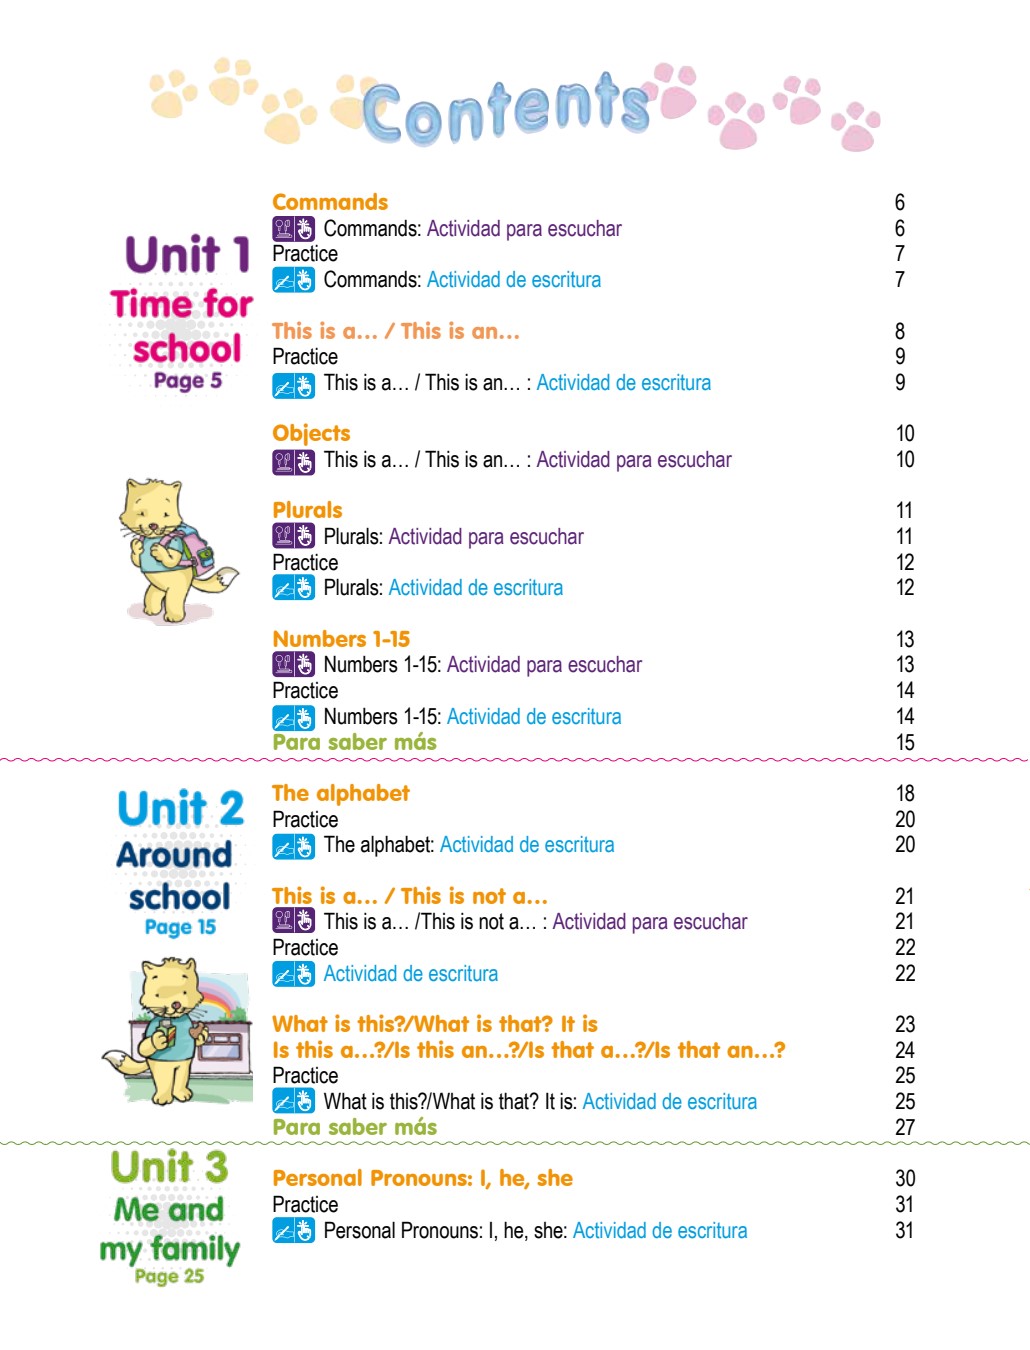 Contents
Unit 1
Time for
school
Page 5
Commands 6
Commands: Actividad para escuchar 6
Practice 7
Commands: Actividad de escritura 7
This is a… / This is an… 8
Practice 9
This is a… / This is an… : Actividad de escritura 9
Objects 10
This is a… / This is an… : Actividad para escuchar 10
Plurals 11
Plurals: Actividad para escuchar 11
Practice 12
Plurals: Actividad de escritura 12
Numbers 1-15 13
Numbers 1-15: Actividad para escuchar 13
Practice 14
Numbers 1-15: Actividad de escritura 14
Para saber más 15
Unit 2
Around
school
Page 15
The alphabet 18
Practice 20
The alphabet: Actividad de escritura 20
This is a… / This is not a… 21
This is a… /This is not a… : Actividad para escuchar 21
Practice 22
Actividad de escritura 22
What is this?/What is that? It is 23
Is this a…?/Is this an…?/Is that a…?/Is that an…? 24
Practice 25
What is this?/What is that? It is: Actividad de escritura 25
Para saber más 27
Unit 3
Me and
my family
Page 25
Personal Pronouns: I, he, she 30
Practice 31
Personal Pronouns: I, he, she: Actividad de escritura 31